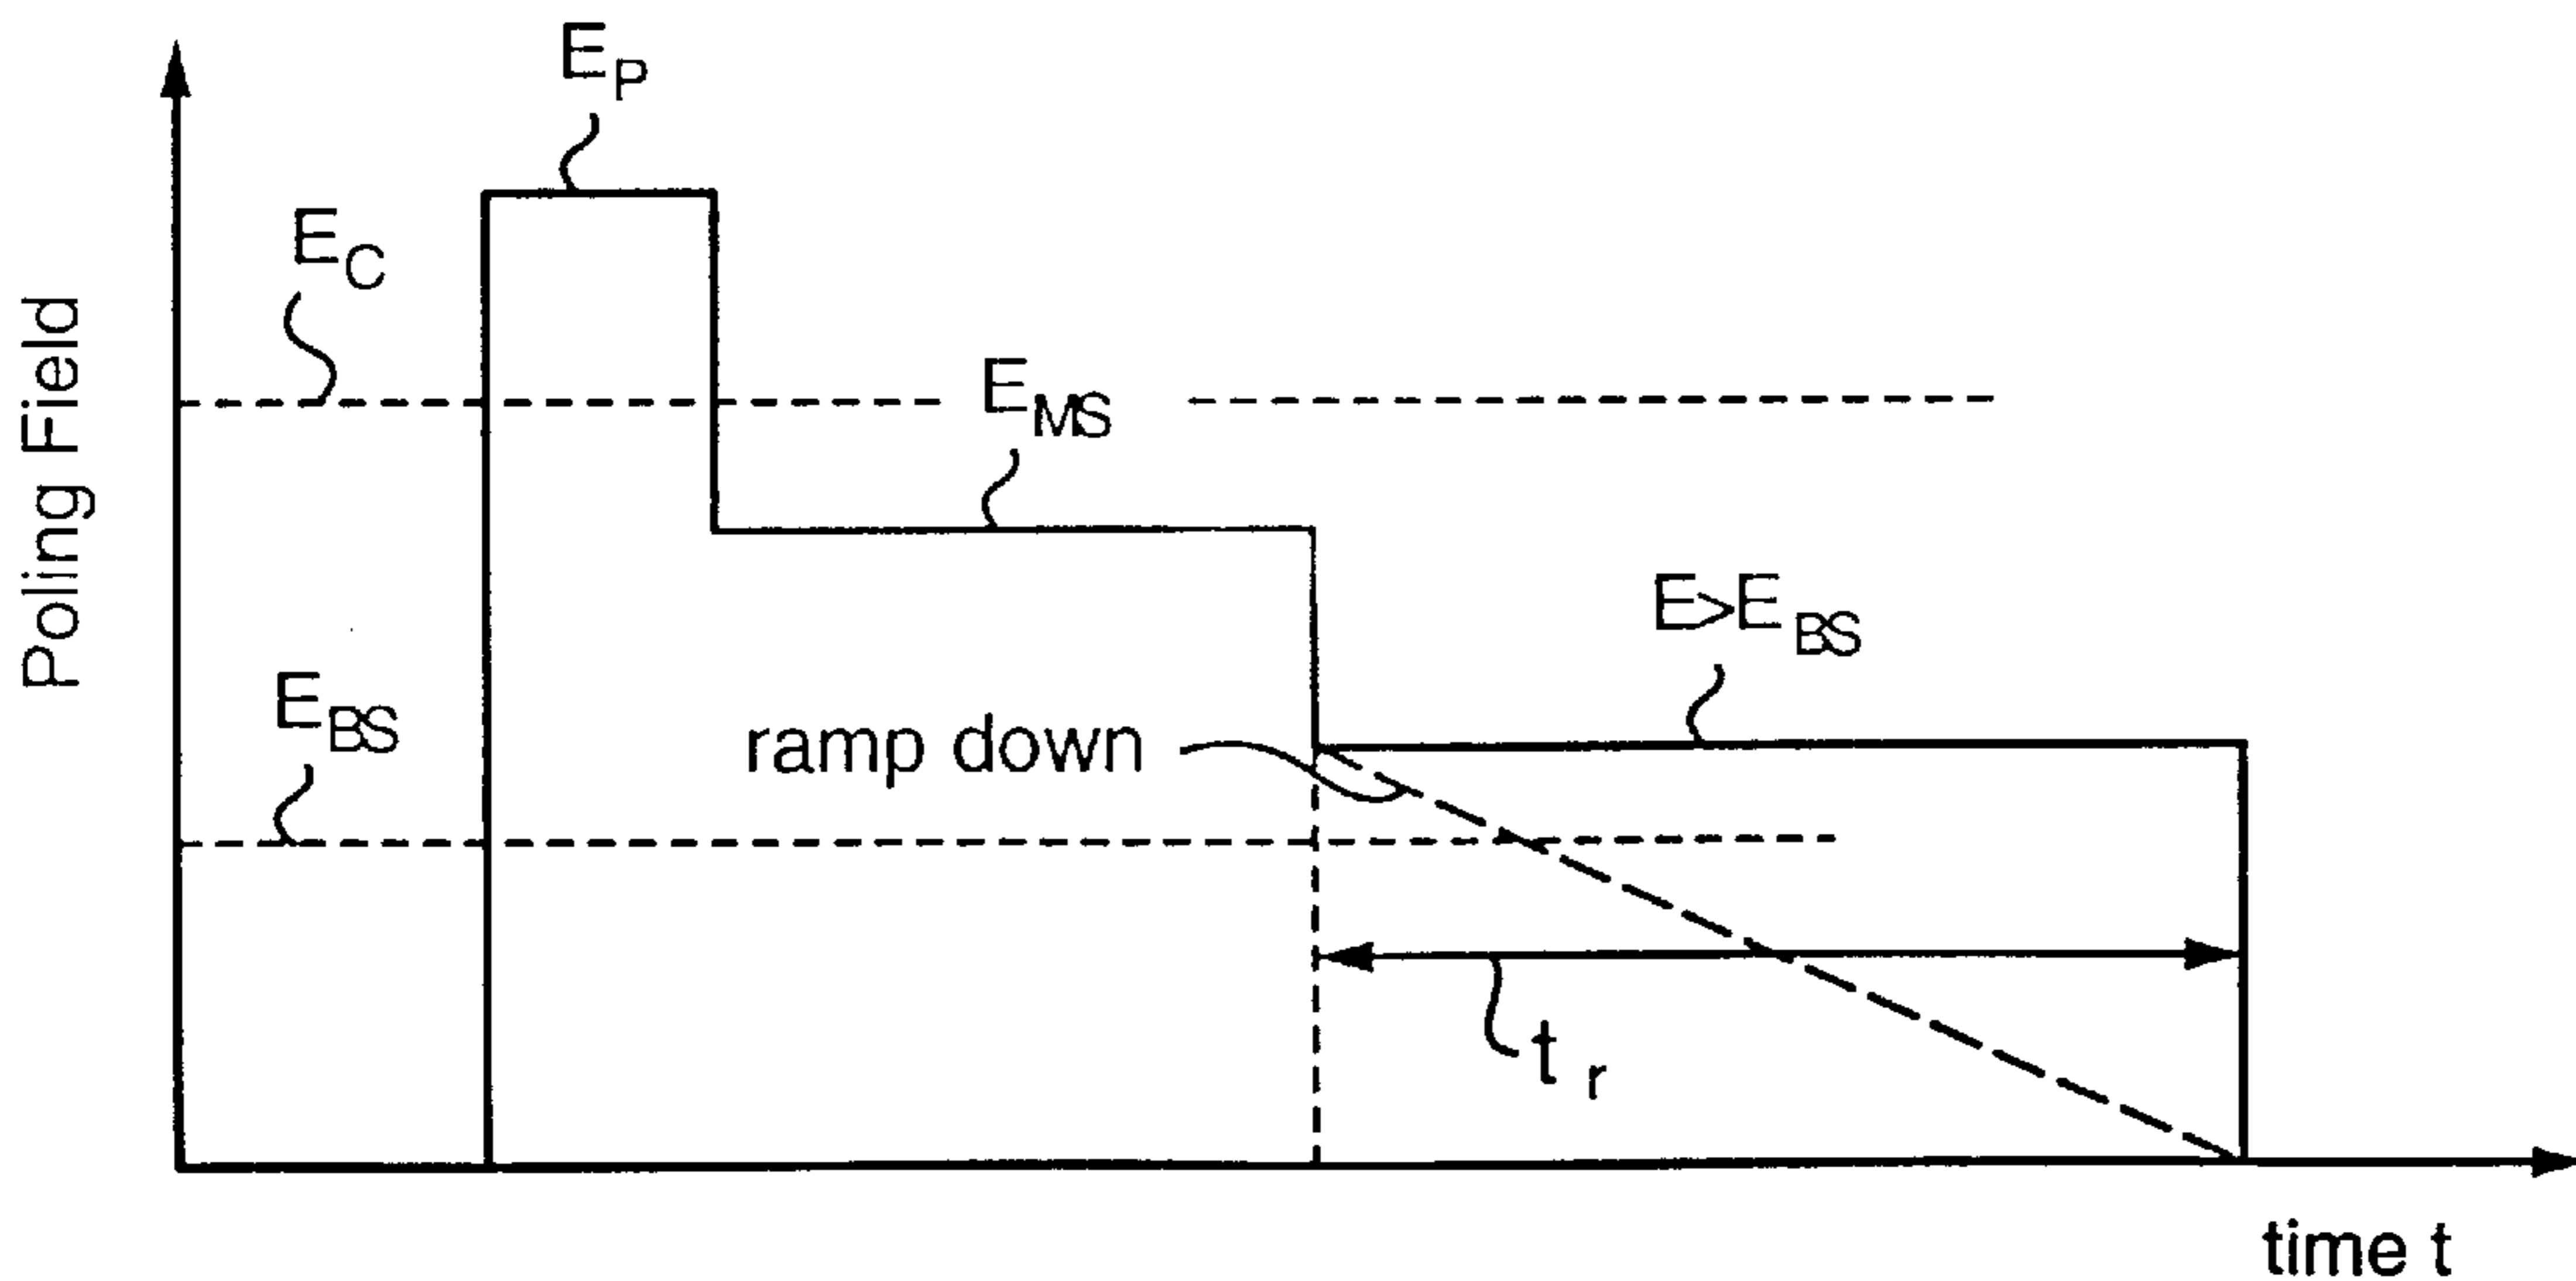 E_P
E_C
Poling Field
E_MS
E>E_BS
E_BS
ramp down
t_r
time t